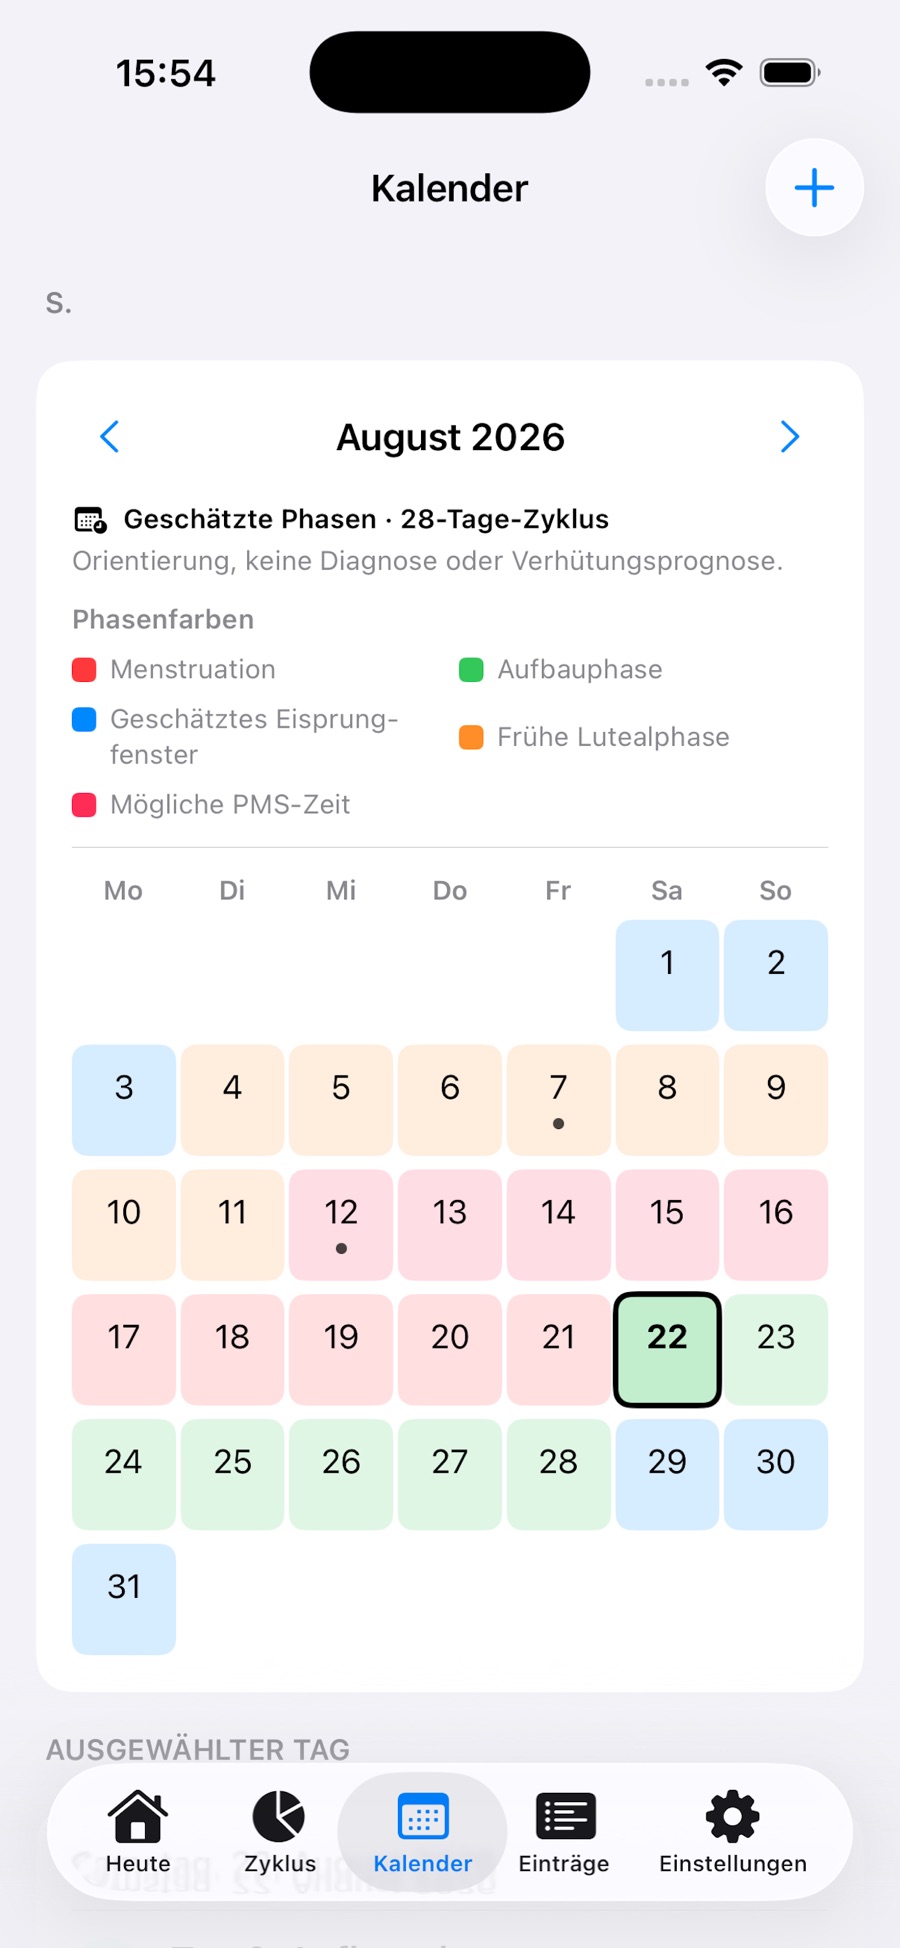 15:54
Kalender
S.
August 2026
Geschätzte Phasen · 28-Tage-Zyklus
Orientierung, keine Diagnose oder Verhütungsprognose.
Phasenfarben
Menstruation
Aufbauphase
Geschätztes Eisprung-
fenster
Frühe Lutealphase
Mögliche PMS-Zeit
Mo Di Mi Do Fr Sa So
1 2
3 4 5 6 7 8 9
10 11 12 13 14 15 16
17 18 19 20 21 22 23
24 25 26 27 28 29 30
31
AUSGEWÄHLTER TAG
Heute Zyklus Kalender Einträge Einstellungen